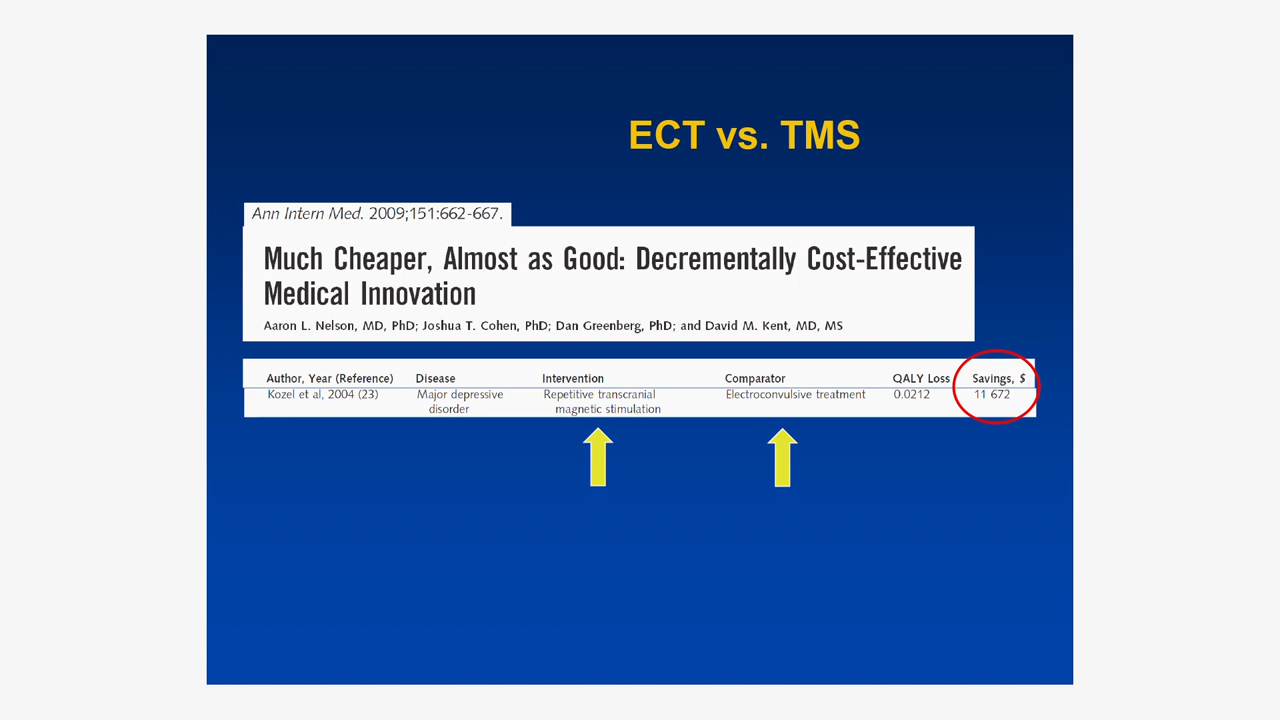 ECT vs. TMS
Ann Intern Med. 2009;151:662-667.
Much Cheaper, Almost as Good: Decrementally Cost-Effective
Medical Innovation
Aaron L. Nelson, MD, PhD; Joshua T. Cohen, PhD; Dan Greenberg, PhD; and David M. Kent, MD, MS
Author, Year (Reference) Disease Intervention Comparator QALY Loss Savings, $
Kozel et al, 2004 (23) Major depressive Repetitive transcranial Electroconvulsive treatment 0.0212 11 672
disorder magnetic stimulation